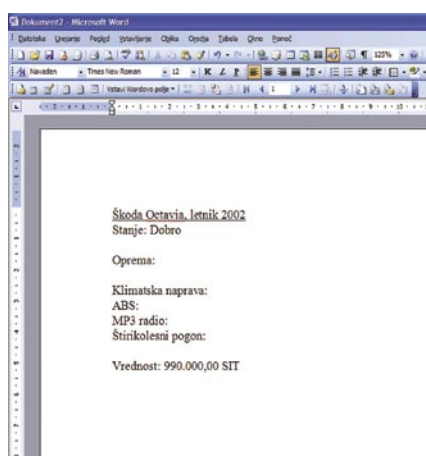 Dokument2 - Microsoft Word
Datoteka Urejanje Pogled Vstavljanje Oblika Orodja Tabela Okno Pomoč
125%
Navaden Times New Roman 12 K L P
Vstavi Wordovo polje 1
Škoda Octavia, letnik 2002
Stanje: Dobro
Oprema:
Klimatska naprava:
ABS:
MP3 radio:
Štirikolesni pogon:
Vrednost: 990.000,00 SIT